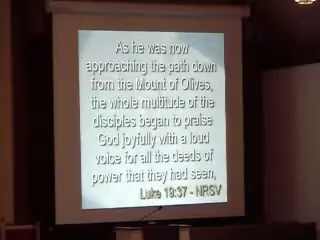 As he was now
approaching the path down
from the Mount of Olives,
the whole multitude of the
disciples began to praise
God joyfully with a loud
voice for all the deeds of
power that they had seen,
Luke 19:37 - NRSV